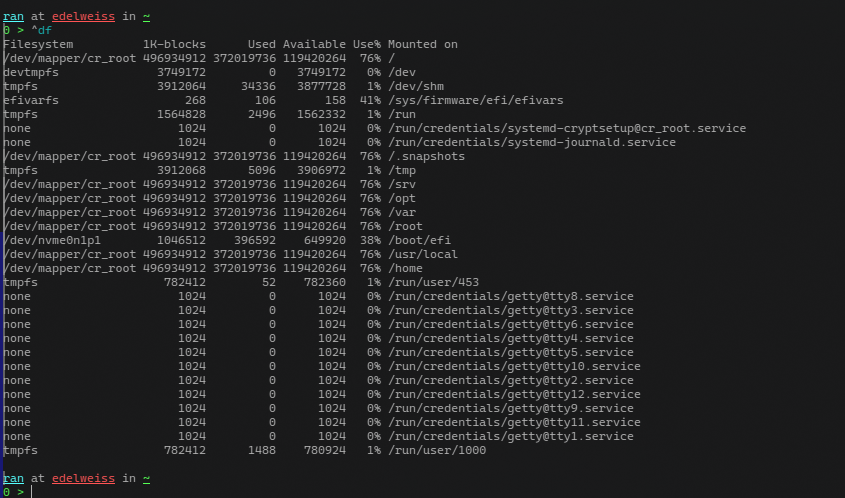 ran at edelweiss in ~
0 > ^df
Filesystem 1K-blocks Used Available Use% Mounted on
/dev/mapper/cr_root 496934912 372019736 119420264 76% /
devtmpfs 3749172 0 3749172 0% /dev
tmpfs 3912064 34336 3877728 1% /dev/shm
efivarfs 268 106 158 41% /sys/firmware/efi/efivars
tmpfs 1564828 2496 1562332 1% /run
none 1024 0 1024 0% /run/credentials/systemd-cryptsetup@cr_root.service
none 1024 0 1024 0% /run/credentials/systemd-journald.service
/dev/mapper/cr_root 496934912 372019736 119420264 76% /.snapshots
tmpfs 3912068 5096 3906972 1% /tmp
/dev/mapper/cr_root 496934912 372019736 119420264 76% /srv
/dev/mapper/cr_root 496934912 372019736 119420264 76% /opt
/dev/mapper/cr_root 496934912 372019736 119420264 76% /var
/dev/mapper/cr_root 496934912 372019736 119420264 76% /root
/dev/nvme0n1p1 1046512 396592 649920 38% /boot/efi
/dev/mapper/cr_root 496934912 372019736 119420264 76% /usr/local
/dev/mapper/cr_root 496934912 372019736 119420264 76% /home
tmpfs 782412 52 782360 1% /run/user/453
none 1024 0 1024 0% /run/credentials/getty@tty8.service
none 1024 0 1024 0% /run/credentials/getty@tty3.service
none 1024 0 1024 0% /run/credentials/getty@tty6.service
none 1024 0 1024 0% /run/credentials/getty@tty4.service
none 1024 0 1024 0% /run/credentials/getty@tty5.service
none 1024 0 1024 0% /run/credentials/getty@tty10.service
none 1024 0 1024 0% /run/credentials/getty@tty2.service
none 1024 0 1024 0% /run/credentials/getty@tty12.service
none 1024 0 1024 0% /run/credentials/getty@tty9.service
none 1024 0 1024 0% /run/credentials/getty@tty11.service
none 1024 0 1024 0% /run/credentials/getty@tty1.service
tmpfs 782412 1488 780924 1% /run/user/1000
ran at edelweiss in ~
0 >